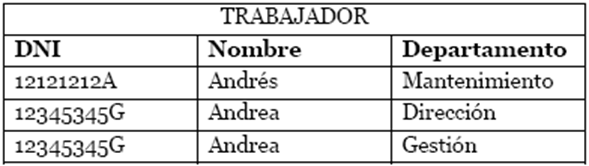 TRABAJADOR
DNI Nombre Departamento
12121212A Andrés Mantenimiento
12345345G Andrea Dirección
12345345G Andrea Gestión